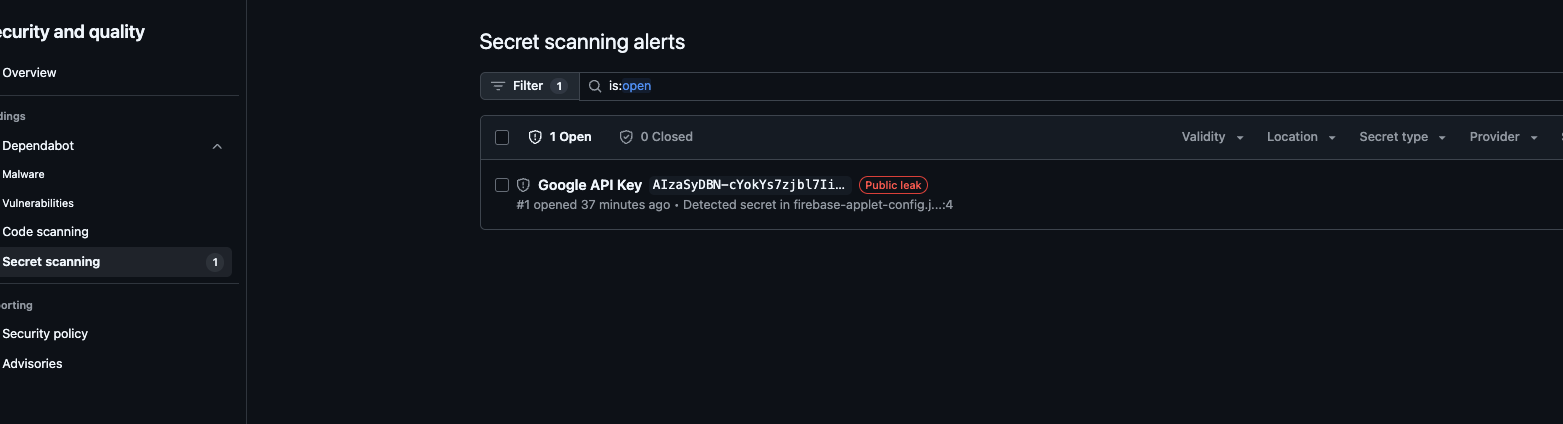 ecurity and quality
Overview
dings
Dependabot
Malware
Vulnerabilities
Code scanning
Secret scanning 1
orting
Security policy
Advisories
Secret scanning alerts
Filter 1 is:open
1 Open 0 Closed Validity Location Secret type Provider
Google API Key AIzaSyDBN-cYokYs7zjbl7Ii... Public leak
#1 opened 37 minutes ago • Detected secret in firebase-applet-config.j...:4